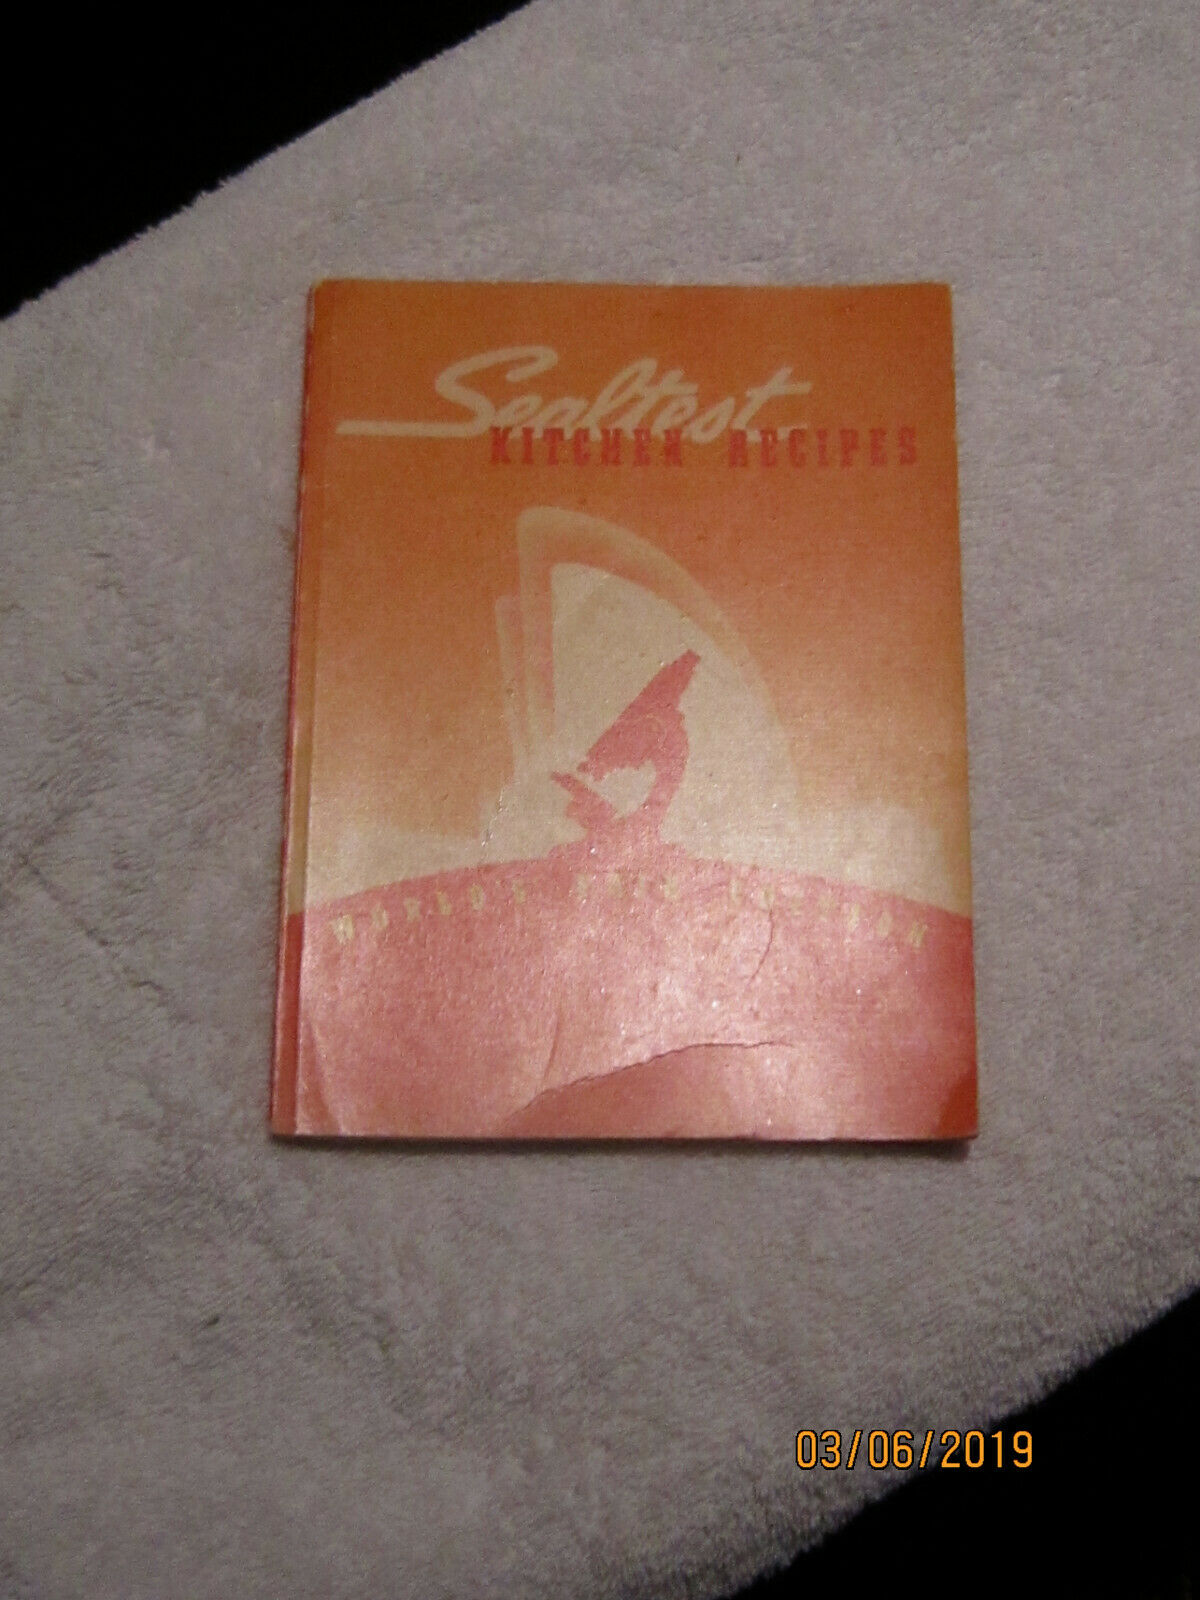 Sealtest
KITCHEN RECIPES
WORLD'S FAIR EDITION
03/06/2019